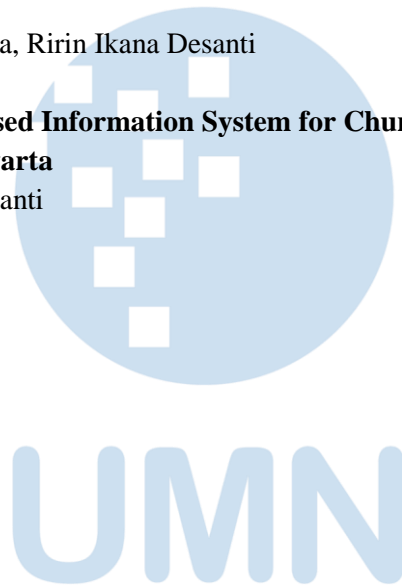 a, Ririn Ikana Desanti
sed Information System for Chur
arta
anti
UMN